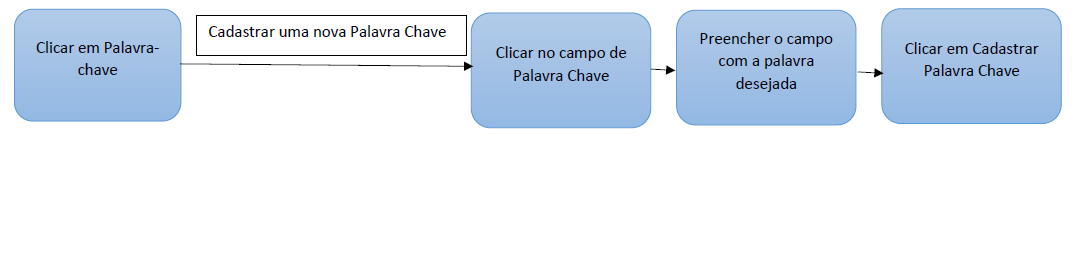 Clicar em Palavra-
chave
Cadastrar uma nova Palavra Chave
Clicar no campo de
Palavra Chave
Preencher o campo
com a palavra
desejada
Clicar em Cadastrar
Palavra Chave